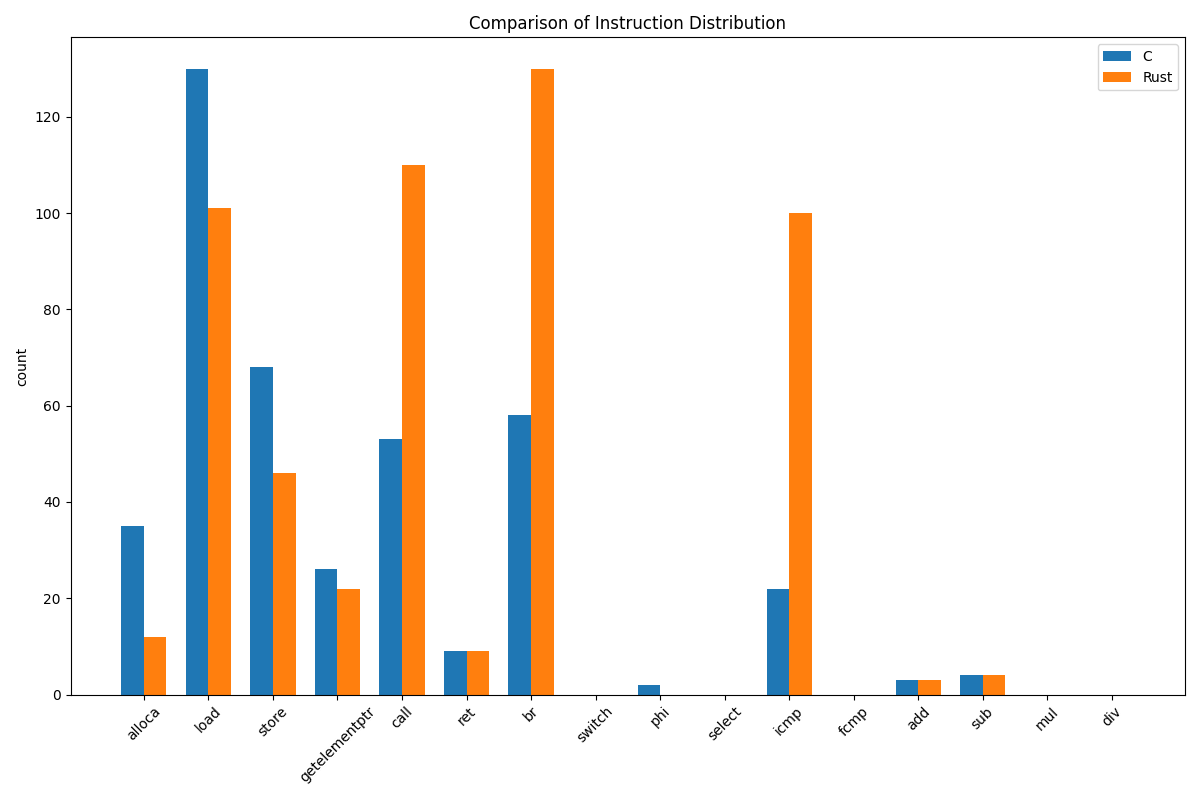 Comparison of Instruction Distribution
C
Rust
count
120
100
80
60
40
20
0
alloca
load
store
getelementptr
call
ret
br
switch
phi
select
icmp
fcmp
add
sub
mul
div